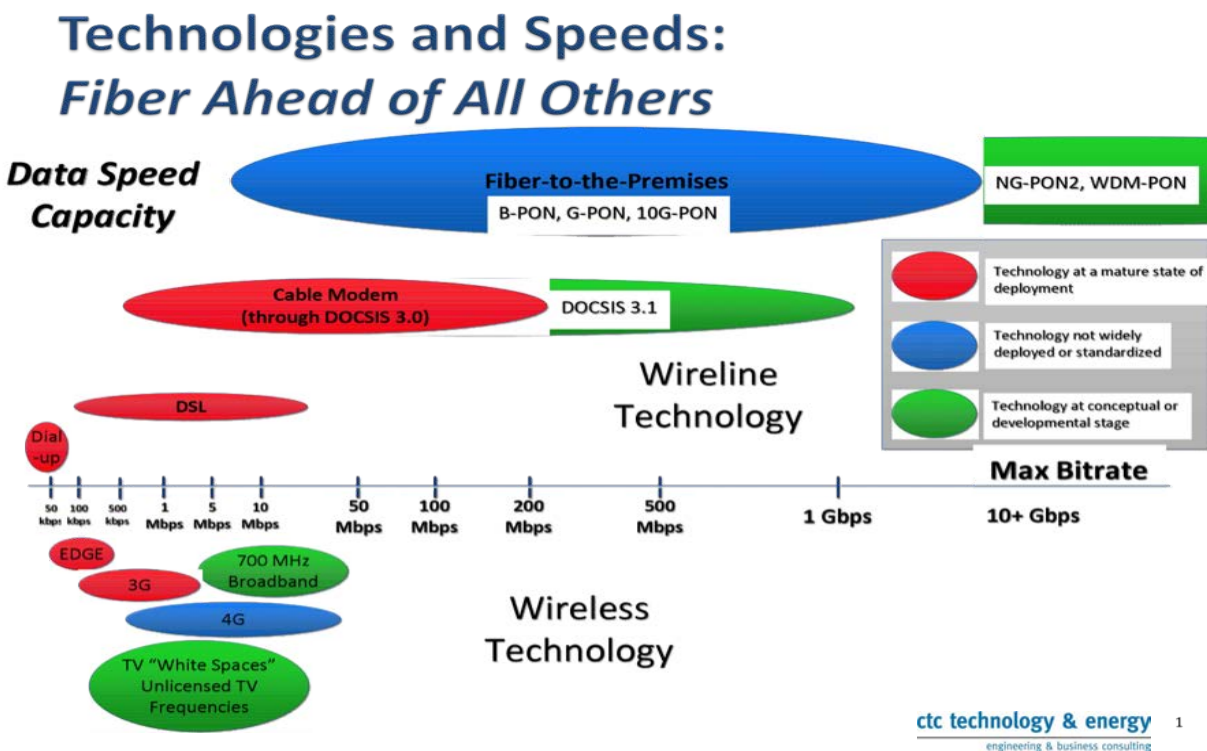 Technologies and Speeds:
Fiber Ahead of All Others
Data Speed
Capacity
Fiber-to-the-Premises
B-PON, G-PON, 10G-PON
NG-PON2, WDM-PON
Cable Modem
(through DOCSIS 3.0)
DOCSIS 3.1
Technology at a mature state of
deployment
Technology not widely
deployed or standardized
Technology at conceptual or
developmental stage
Wireline
Technology
DSL
Dial
-up
Max Bitrate
50 kbps
100 kbps
500 kbps
1 Mbps
5 Mbps
10 Mbps
50 Mbps
100 Mbps
200 Mbps
500 Mbps
1 Gbps
10+ Gbps
EDGE
3G
700 MHz
Broadband
4G
TV “White Spaces”
Unlicensed TV
Frequencies
Wireless
Technology
ctc technology & energy
engineering & business consulting
1